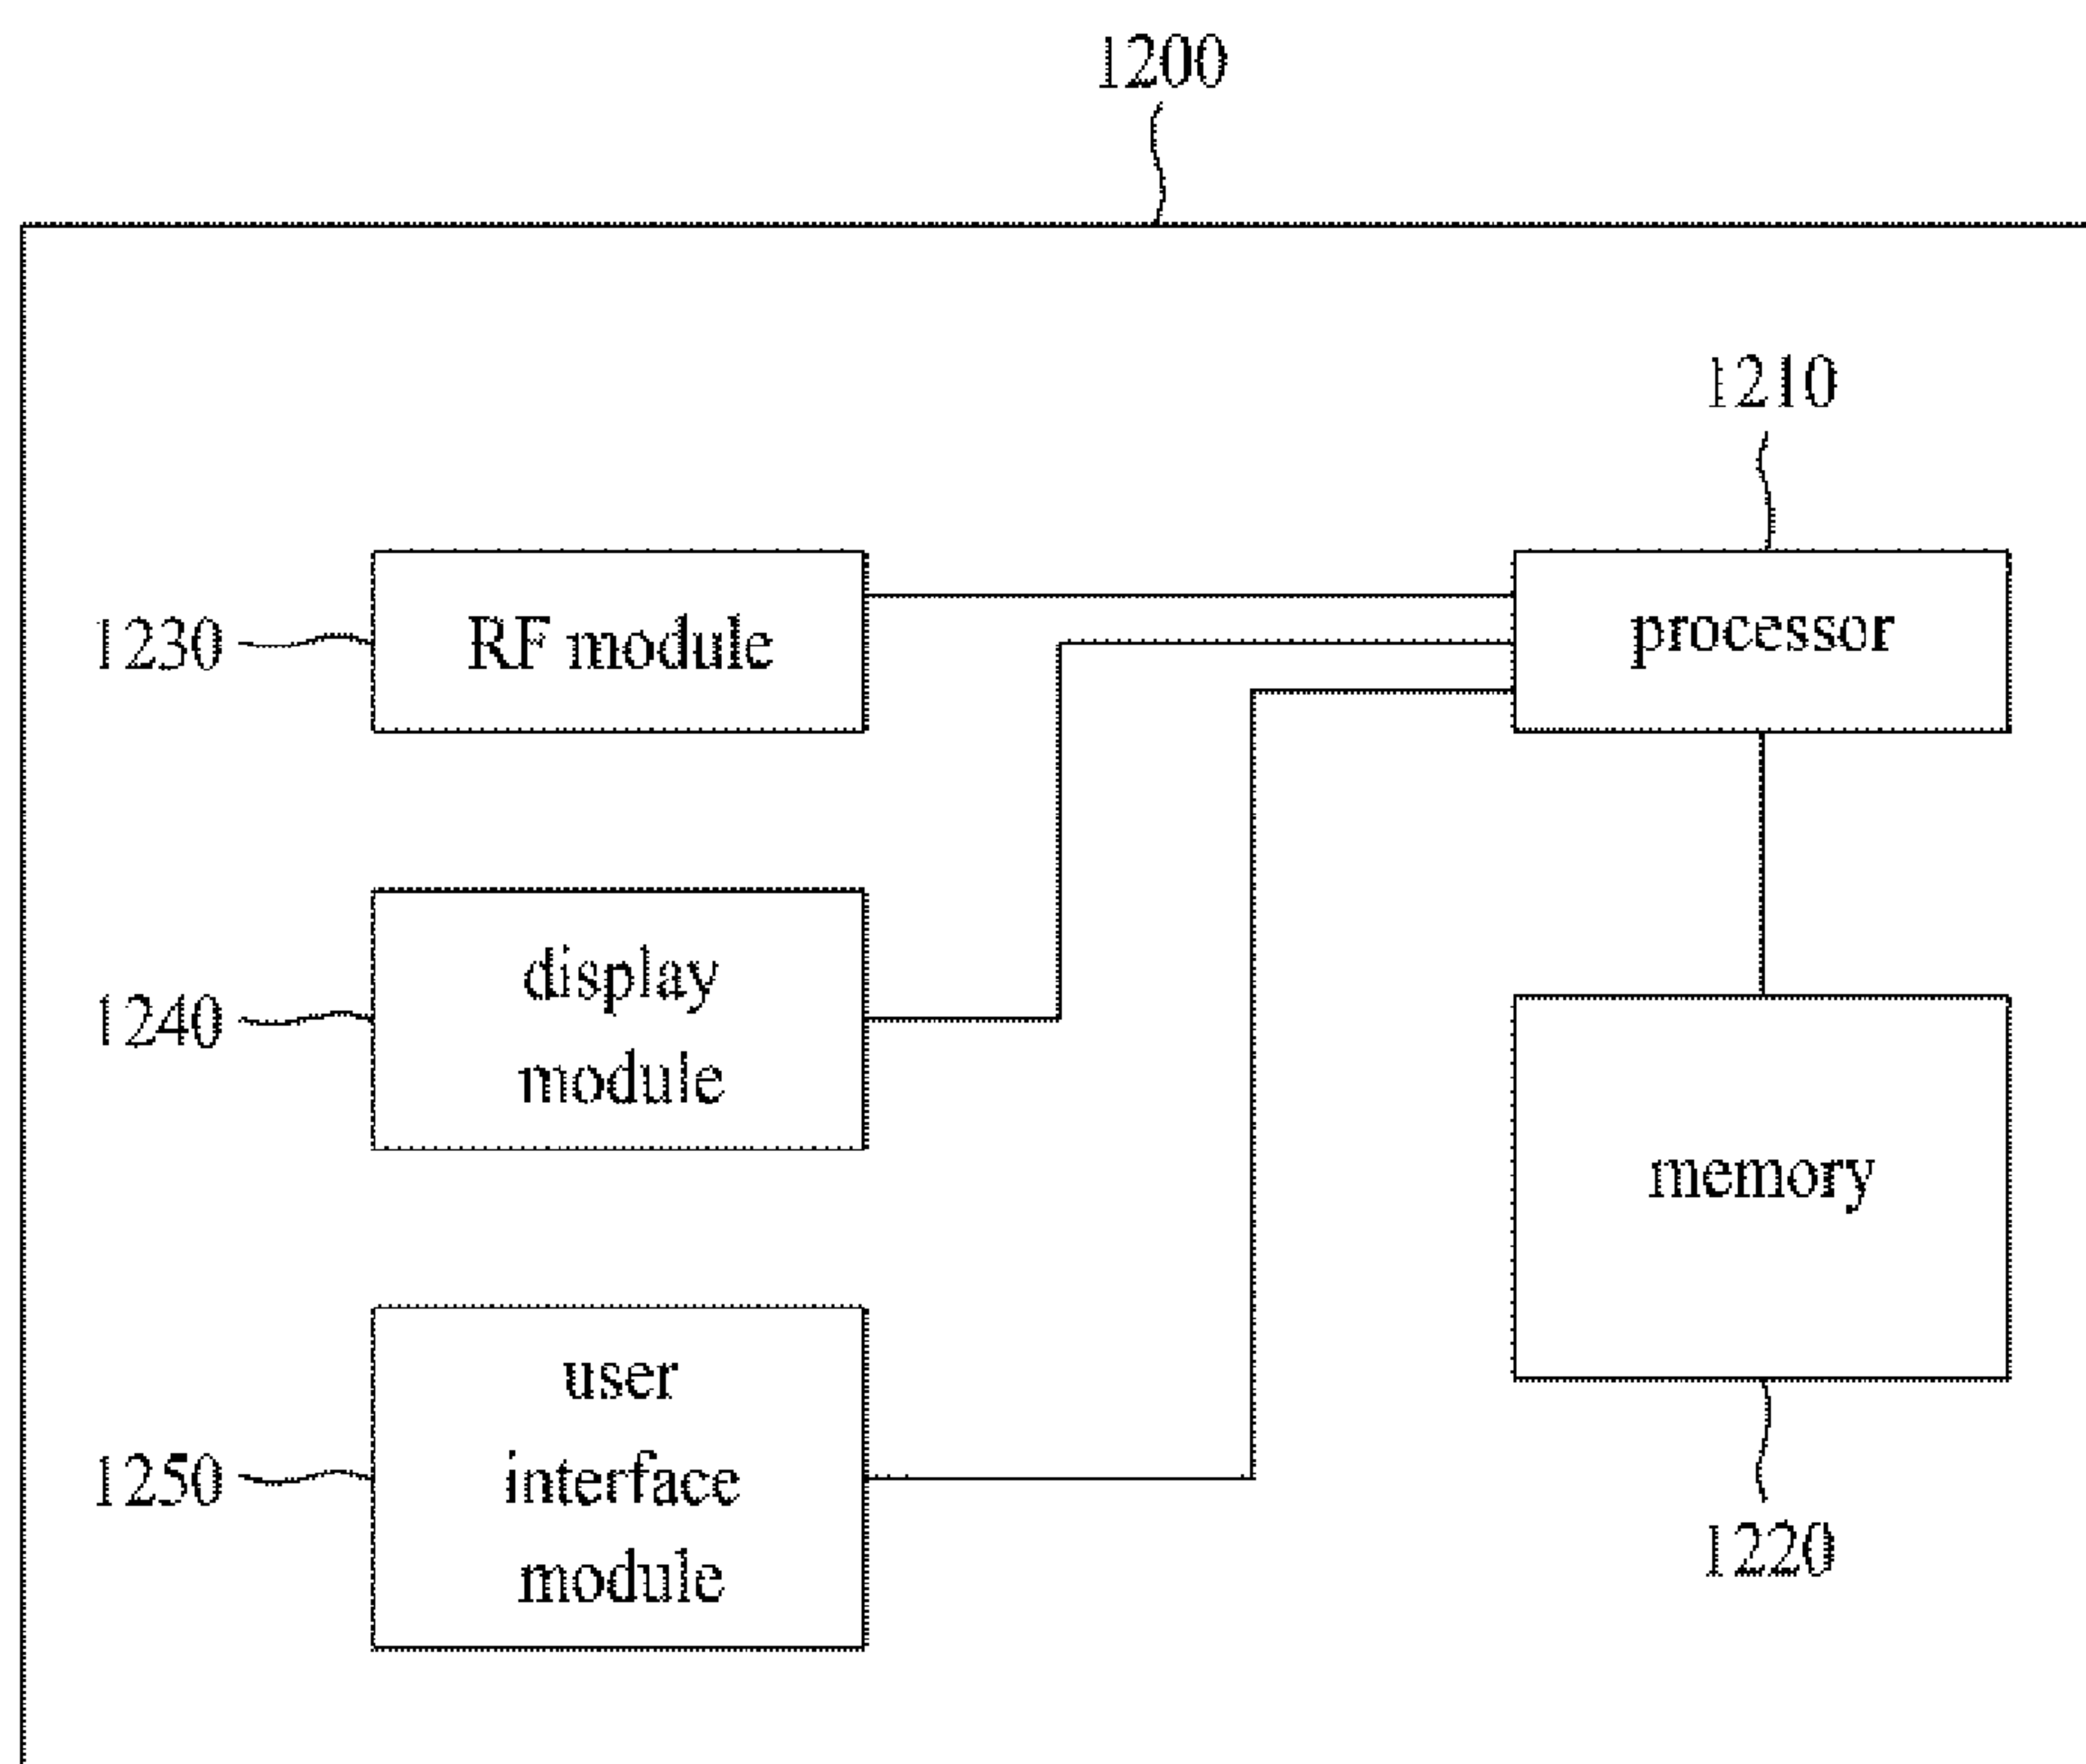 1200
1210
1230
RF module
processor
1240
display
module
memory
1250
user
interface
module
1220